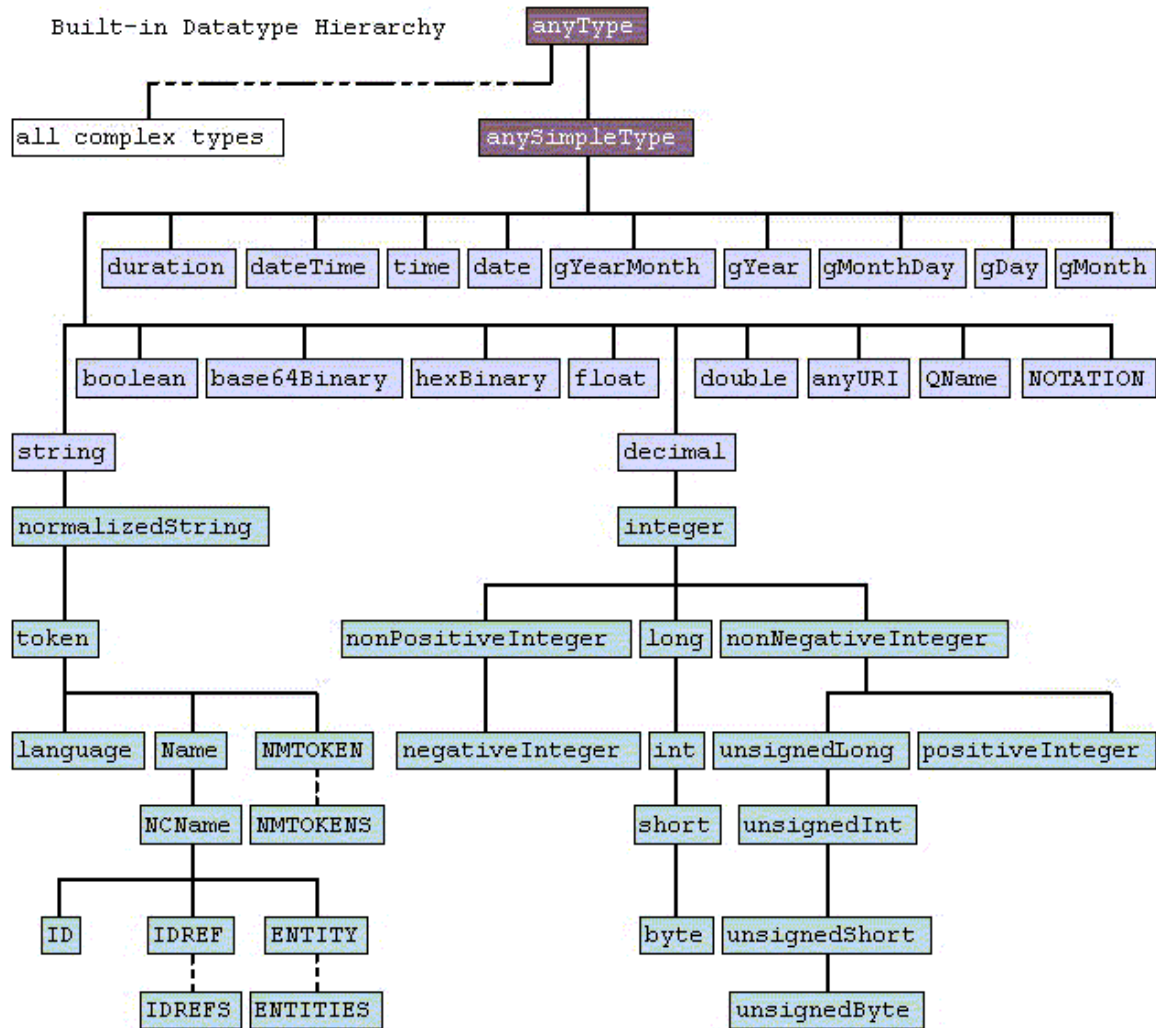 Built-in Datatype Hierarchy anyType
all complex types anySimpleType
duration dateTime time date gYearMonth gYear gMonthDay gDay gMonth
boolean base64Binary hexBinary float double anyURI QName NOTATION
string decimal
normalizedString integer
token nonPositiveInteger long nonNegativeInteger
language Name NMTOKEN negativeInteger int unsignedLong positiveInteger
NCName NMTOKENS short unsignedInt
ID IDREF ENTITY byte unsignedShort
IDREFS ENTITIES unsignedByte